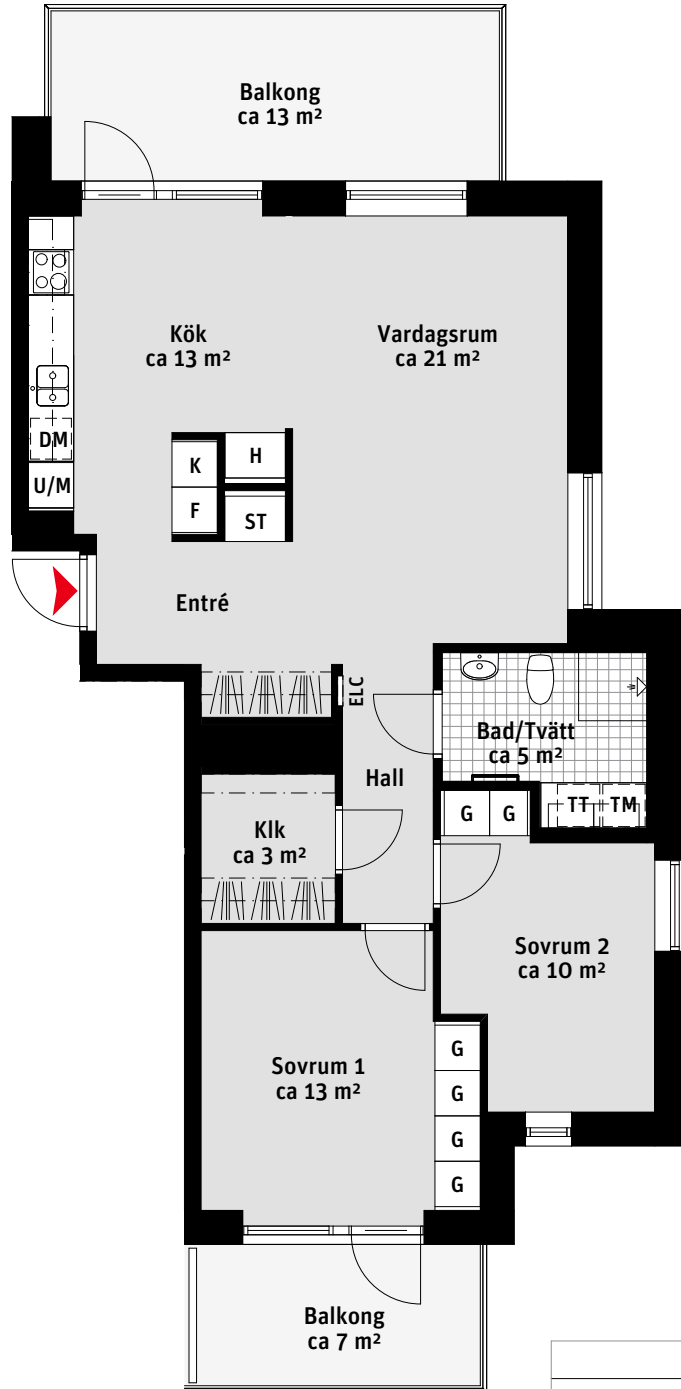 Balkong
ca 13 m²
Kök
ca 13 m²
Vardagsrum
ca 21 m²
DM
U/M
K
H
F
ST
Entré
ELC
Bad/Tvätt
ca 5 m²
Hall
TT
TM
G
G
Klk
ca 3 m²
Sovrum 2
ca 10 m²
Sovrum 1
ca 13 m²
G
G
G
G
Balkong
ca 7 m²